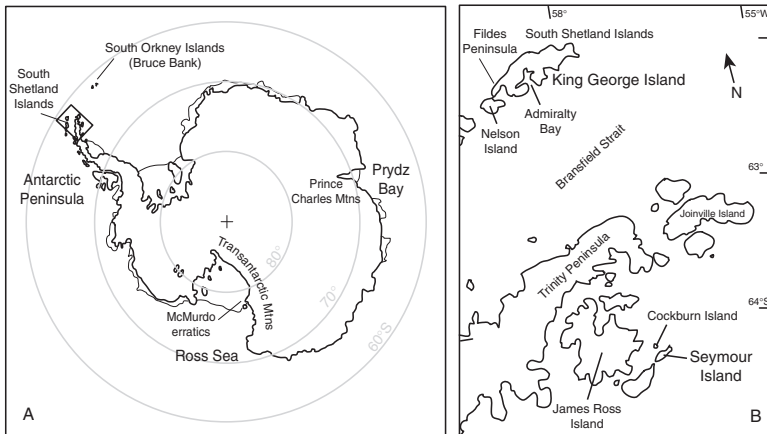 South Orkney Islands
(Bruce Bank)
South
Shetland
Islands
Antarctic
Peninsula
Prince
Charles Mtns
Prydz
Bay
Transantarctic Mtns
80°
70°
60°S
McMurdo
erratics
Ross Sea
A
58°
55°W
Fildes
Peninsula
South Shetland Islands
King George Island
N
Admiralty
Bay
Nelson
Island
Bransfield Strait
63°
Joinville Island
Trinity Peninsula
64°S
Cockburn Island
Seymour
Island
James Ross
Island
B